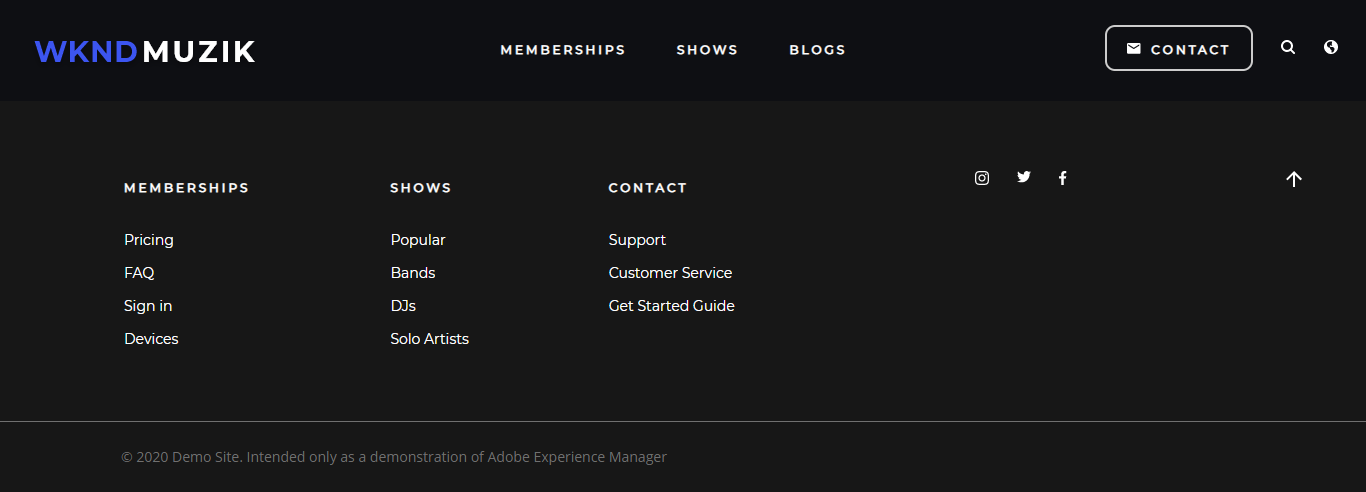 WKNDMUZIK
MEMBERSHIPS
SHOWS
BLOGS
CONTACT
MEMBERSHIPS
Pricing
FAQ
Sign in
Devices
SHOWS
Popular
Bands
DJs
Solo Artists
CONTACT
Support
Customer Service
Get Started Guide
© 2020 Demo Site. Intended only as a demonstration of Adobe Experience Manager